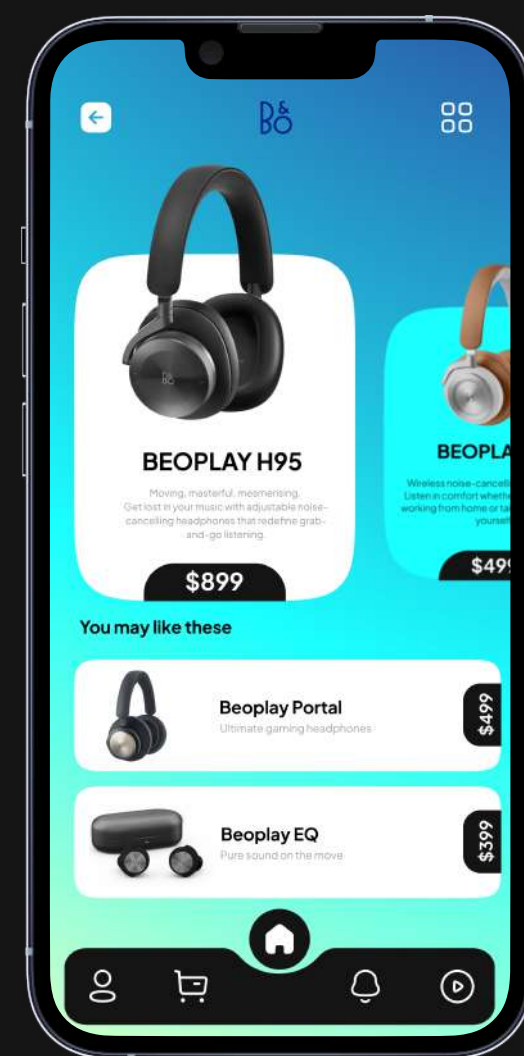 B&O
BEOPLAY H95
Moving, masterful, mesmerising.
Get lost in your music with adjustable noise-
cancelling headphones that redefine grab-
and-go listening.
$899
BEOPLA
Wireless noise-cancelli
Listen in comfort whethe
working from home or ta
yourself
$499
You may like these
Beoplay Portal
Ultimate gaming headphones
$499
Beoplay EQ
Pure sound on the move
$399